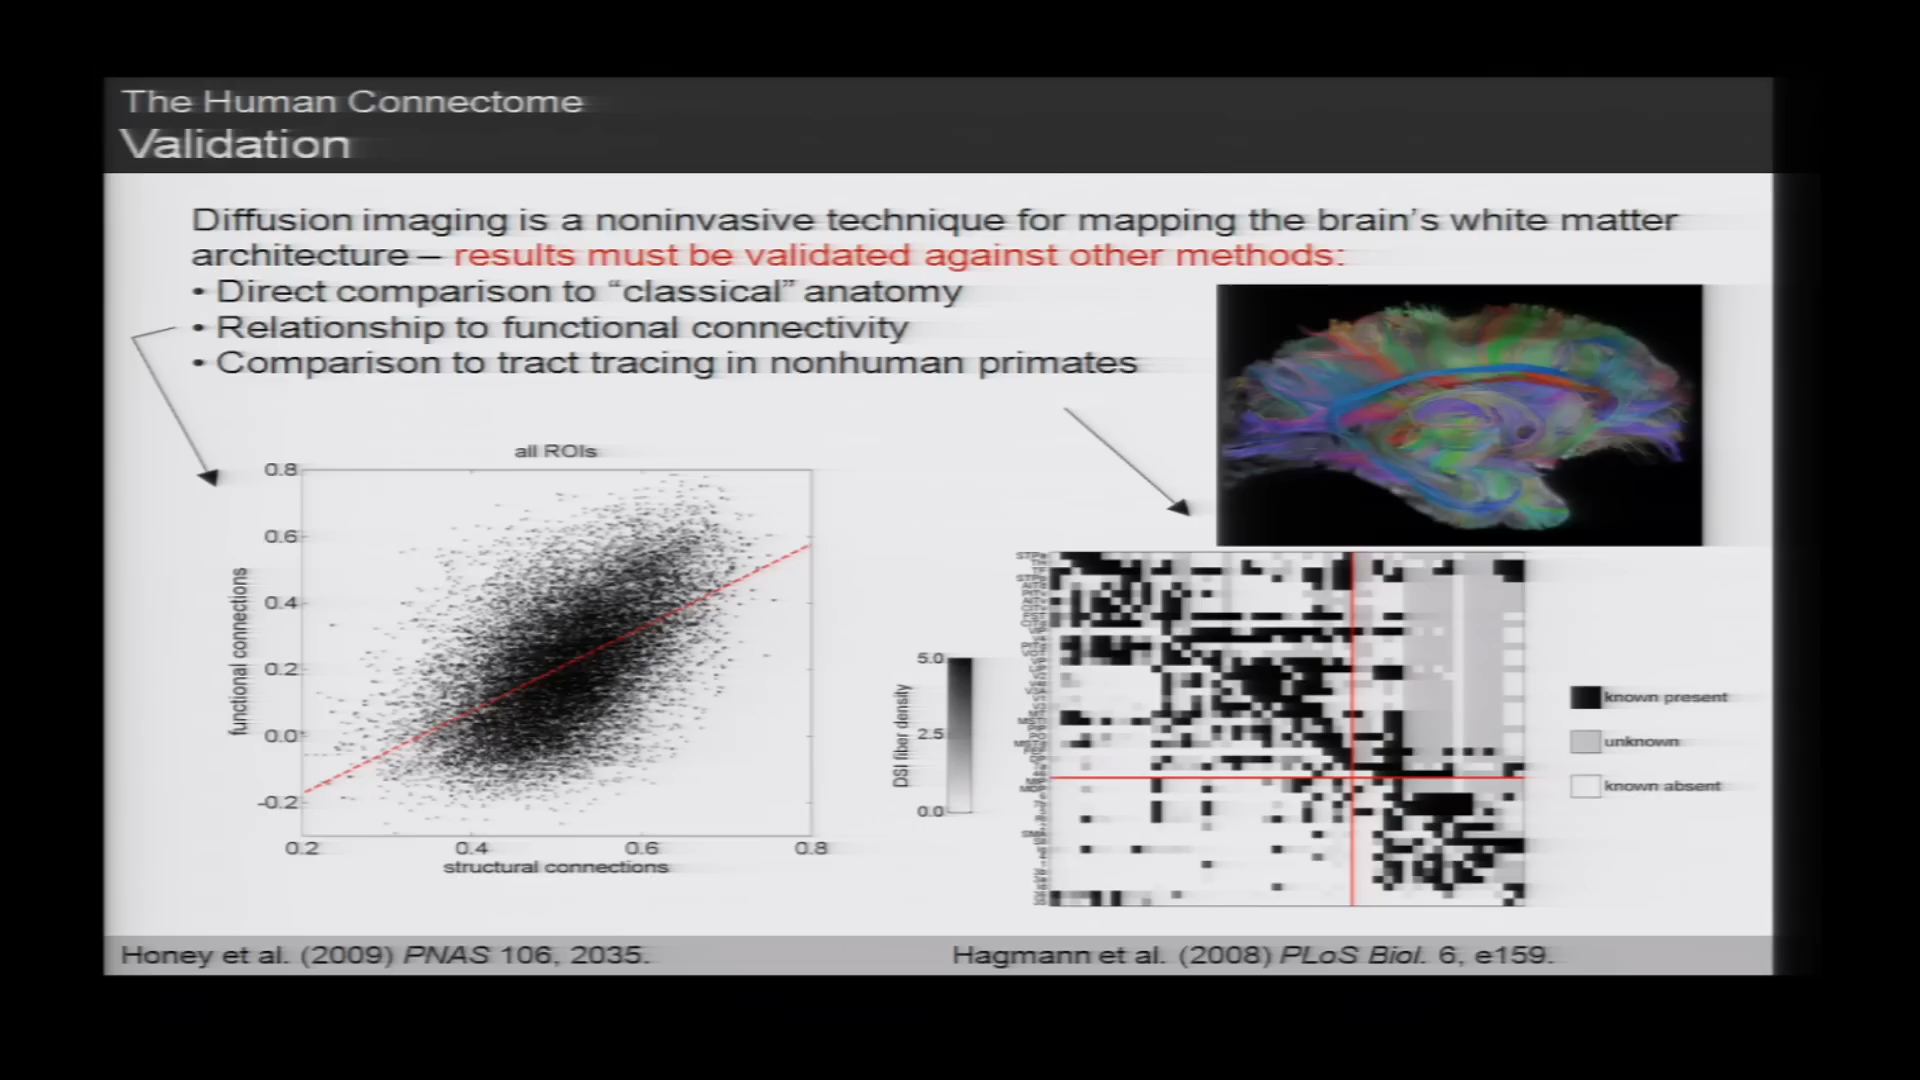 The Human Connectome
Validation
Diffusion imaging is a noninvasive technique for mapping the brain's white matter
architecture – results must be validated against other methods:
• Direct comparison to “classical” anatomy
• Relationship to functional connectivity
• Comparison to tract tracing in nonhuman primates
all ROIs
0.8
0.6
0.4
0.2
0.0
-0.2
functional connections
0.2 0.4 0.6 0.8
structural connections
DSI fiber density
5.0
2.5
0.0
known present
unknown
known absent
Honey et al. (2009) PNAS 106, 2035.
Hagmann et al. (2008) PLoS Biol. 6, e159.